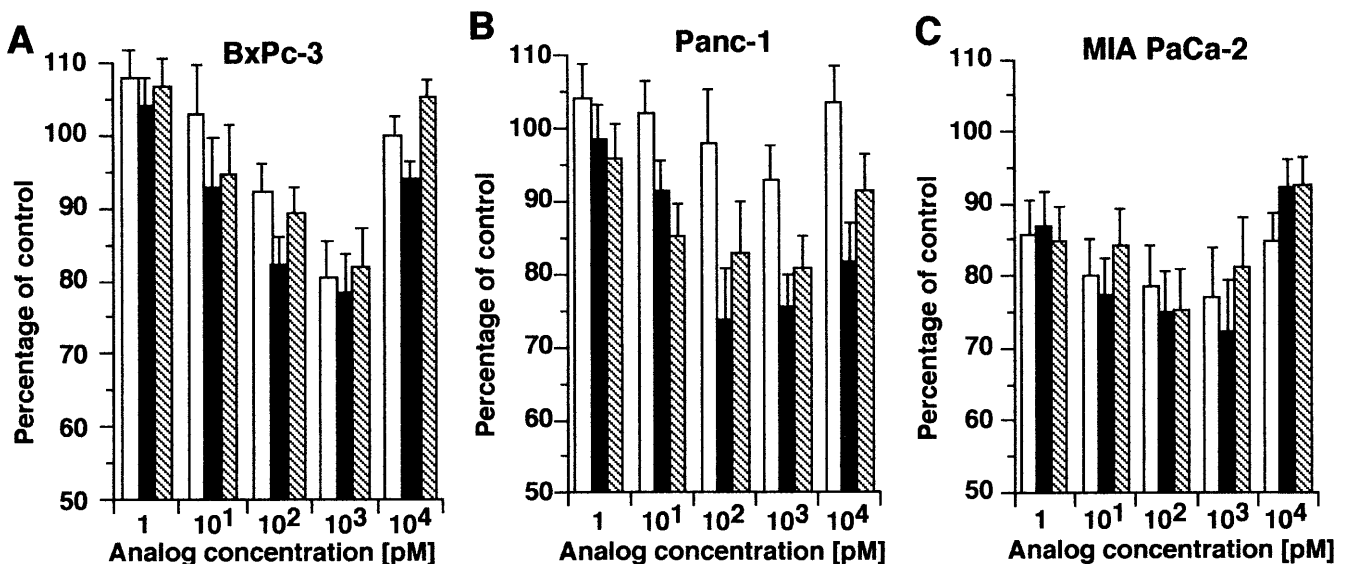 A
BxPc-3
110
100
90
80
70
60
50
Percentage of control
1 10¹ 10² 10³ 10⁴
Analog concentration [pM]
B
Panc-1
110
100
90
80
70
60
50
Percentage of control
1 10¹ 10² 10³ 10⁴
Analog concentration [pM]
C
MIA PaCa-2
110
100
90
80
70
60
50
Percentage of control
1 10¹ 10² 10³ 10⁴
Analog concentration [pM]